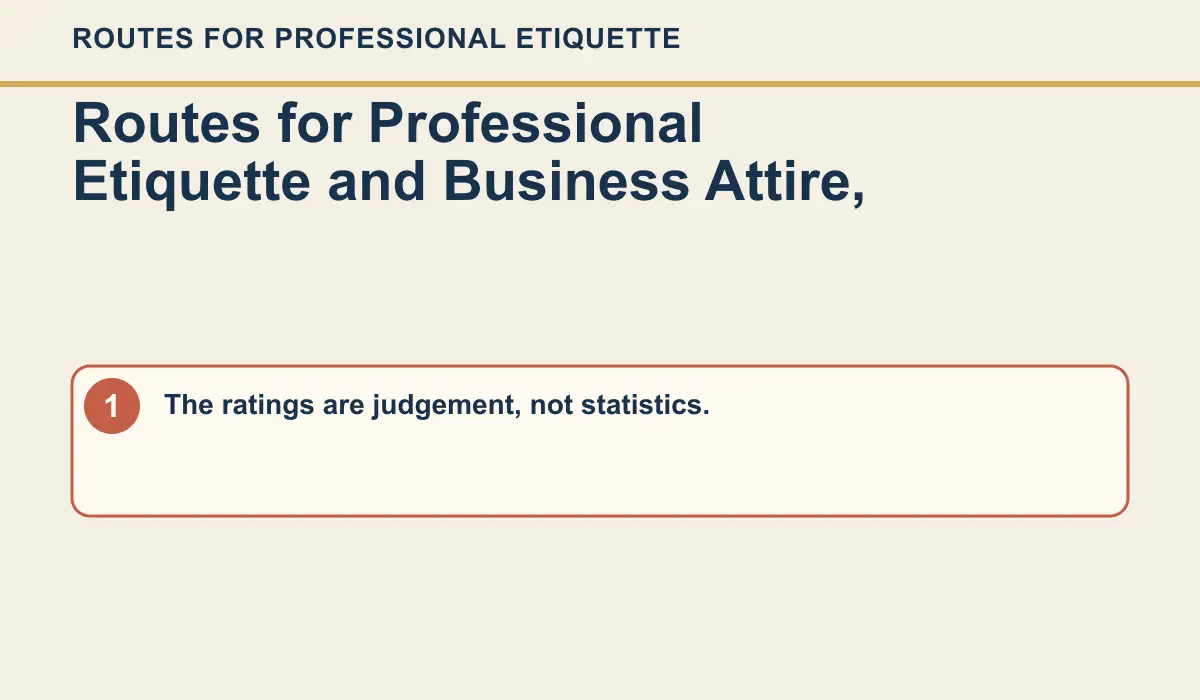 ROUTES FOR PROFESSIONAL ETIQUETTE
Routes for Professional
Etiquette and Business Attire,
1
The ratings are judgement, not statistics.